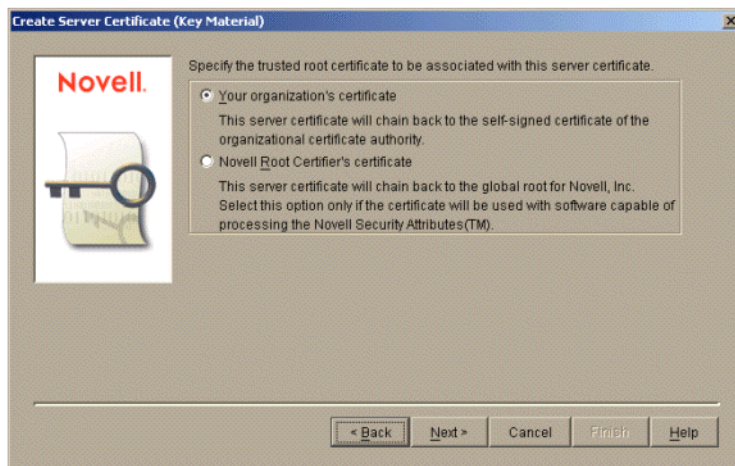 Create Server Certificate (Key Material)
Novell.
Specify the trusted root certificate to be associated with this server certificate.
Your organization's certificate
This server certificate will chain back to the self-signed certificate of the
organizational certificate authority.
Novell Root Certifier's certificate
This server certificate will chain back to the global root for Novell, Inc.
Select this option only if the certificate will be used with software capable of
processing the Novell Security Attributes(TM).
< Back Next > Cancel Finish Help